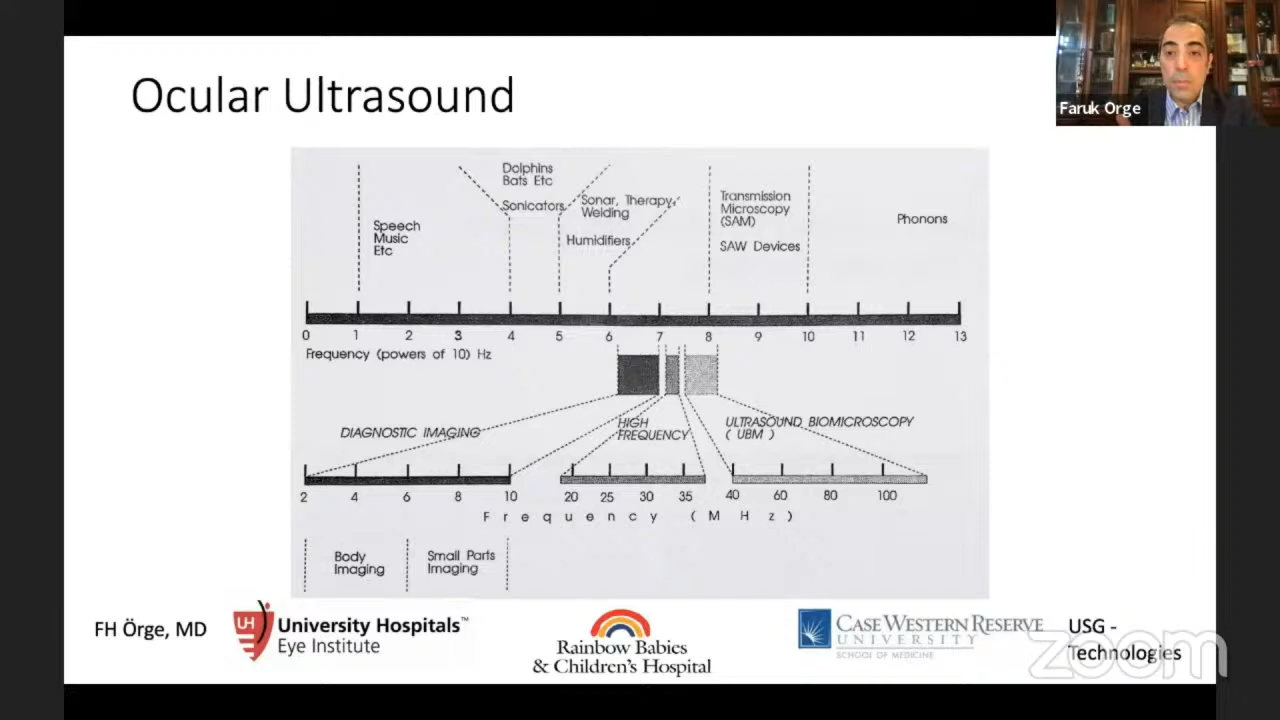 Ocular Ultrasound
Faruk Orge
Dolphins
Bats Etc
Sonicators
Sonar, Therapy,
Welding
Humidifiers
Speech
Music
Etc
Transmission
Microscopy
(SAM)
SAW Devices
Phonons
0 1 2 3 4 5 6 7 8 9 10 11 12 13
Frequency (powers of 10) Hz
DIAGNOSTIC IMAGING
HIGH
FREQUENCY
ULTRASOUND BIOMICROSCOPY
( UBM )
2 4 6 8 10 20 25 30 35 40 60 80 100
Frequency (MHz)
Body
Imaging
Small Parts
Imaging
FH Örge, MD
UH
University Hospitals™
Eye Institute
Rainbow Babies
& Children's Hospital
CASE WESTERN RESERVE
UNIVERSITY
SCHOOL OF MEDICINE
USG -
Technologies
zoom